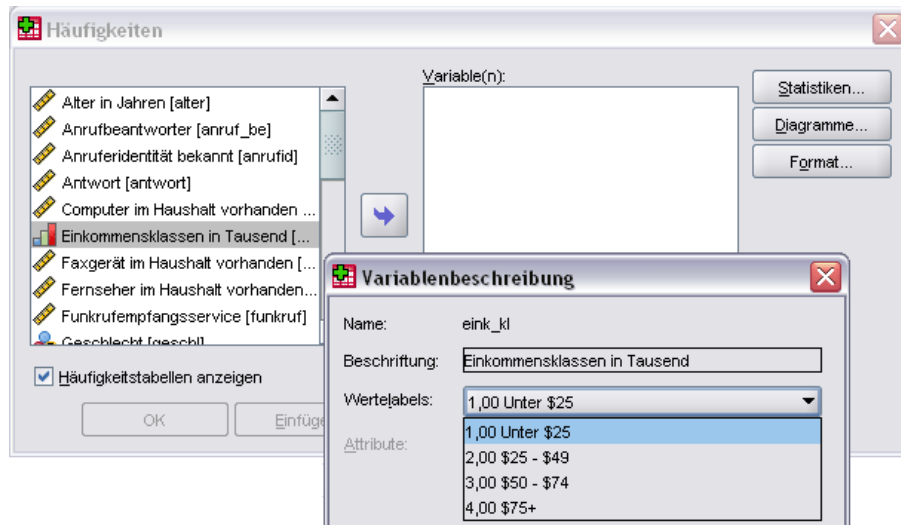 Häufigkeiten
Variable(n):
Alter in Jahren [alter]
Anrufbeantworter [anruf_be]
Anruferidentität bekannt [anrufid]
Antwort [antwort]
Computer im Haushalt vorhanden ...
Einkommensklassen in Tausend [...
Faxgerät im Haushalt vorhanden [...
Fernseher im Haushalt vorhanden...
Funkrufempfangsservice [funkruf]
Geschlecht [geschl]
Statistiken...
Diagramme...
Format...
Häufigkeitstabellen anzeigen
OK
Einfüge
Variablenbeschreibung
Name: eink_kl
Beschriftung: Einkommensklassen in Tausend
Wertelabels: 1,00 Unter $25
1,00 Unter $25
2,00 $25 - $49
3,00 $50 - $74
4,00 $75+
Attribute: